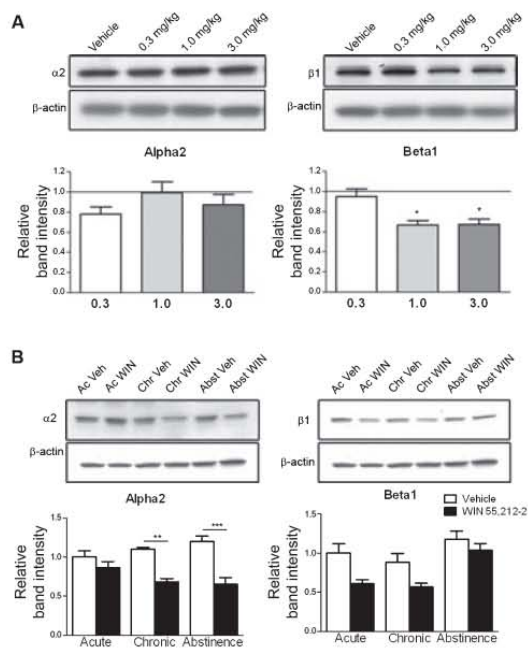 A
Vehicle 0.3 mg/kg 1.0 mg/kg 3.0 mg/kg
α2
β-actin
Alpha2
Relative
band intensity
1.2
1.0
0.8
0.6
0.4
0.2
0.0
0.3 1.0 3.0
Vehicle 0.3 mg/kg 1.0 mg/kg 3.0 mg/kg
β1
β-actin
Beta1
Relative
band intensity
1.2
1.0
0.8
0.6
0.4
0.2
0.0
* *
0.3 1.0 3.0
B
Ac Veh Ac WIN Chr Veh Chr WIN Abst Veh Abst WIN
α2
β-actin
Alpha2
Relative
band intensity
1.5
1.0
0.5
0.0
** ***
Acute Chronic Abstinence
Ac Veh Ac WIN Chr Veh Chr WIN Abst Veh Abst WIN
β1
β-actin
Beta1
Vehicle
WIN 55,212-2
Relative
band intensity
1.5
1.0
0.5
0.0
Acute Chronic Abstinence